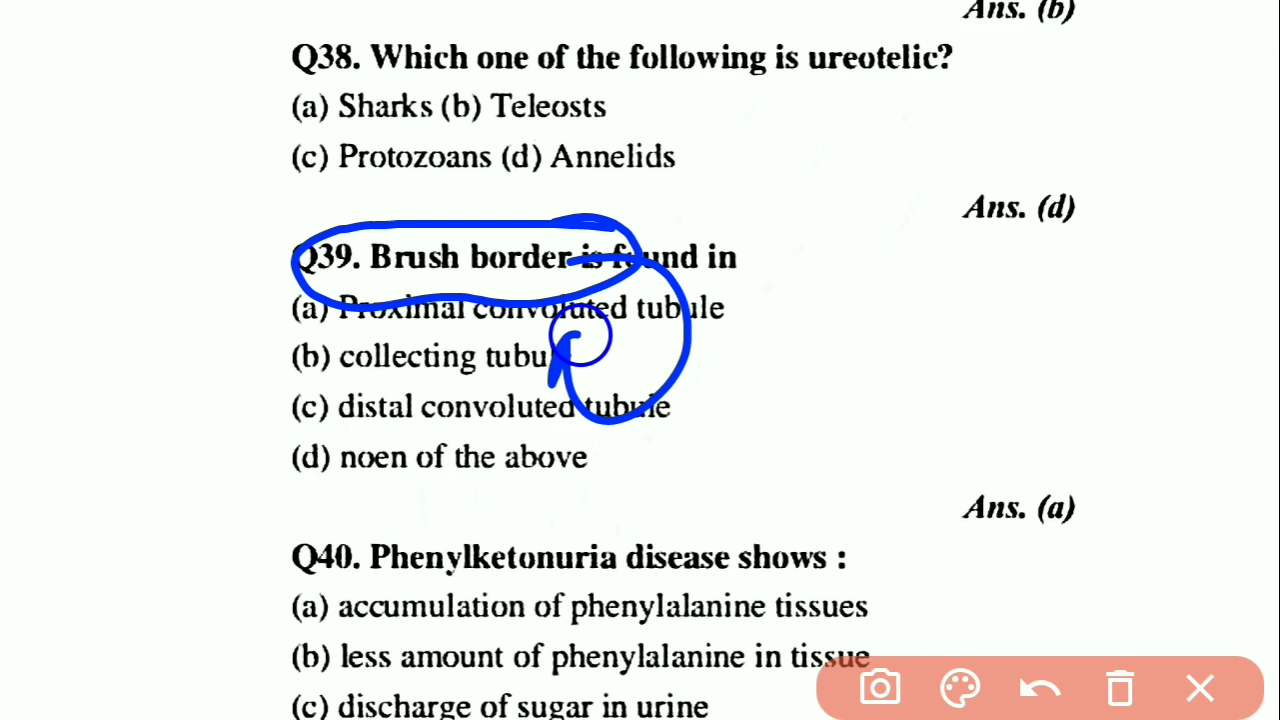 Ans. (b)
Q38. Which one of the following is ureotelic?
(a) Sharks (b) Teleosts
(c) Protozoans (d) Annelids
Ans. (d)
Q39. Brush border is found in
(a) Proximal convoluted tubule
(b) collecting tubu
(c) distal convoluted tubule
(d) noen of the above
Ans. (a)
Q40. Phenylketonuria disease shows :
(a) accumulation of phenylalanine tissues
(b) less amount of phenylalanine in tissue
(c) discharge of sugar in urine